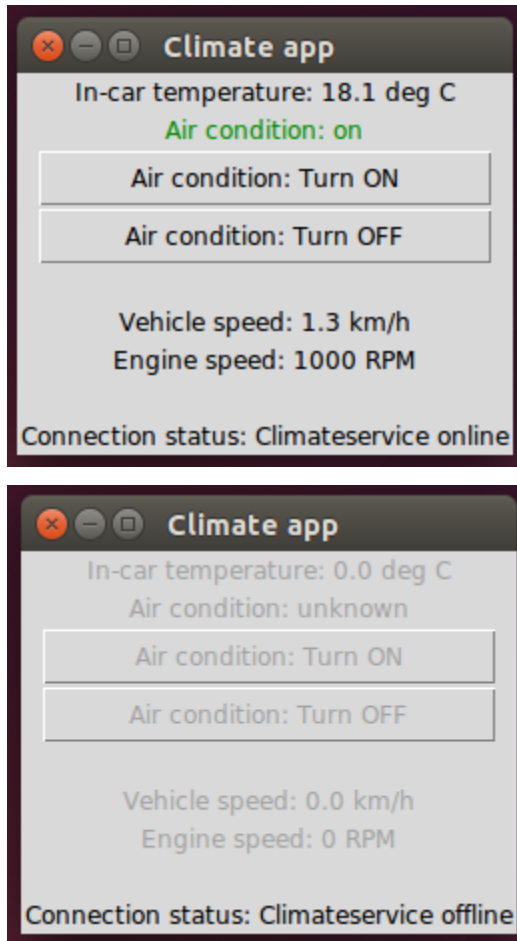 Climate app
In-car temperature: 18.1 deg C
Air condition: on
Air condition: Turn ON
Air condition: Turn OFF
Vehicle speed: 1.3 km/h
Engine speed: 1000 RPM
Connection status: Climateservice online
Climate app
In-car temperature: 0.0 deg C
Air condition: unknown
Air condition: Turn ON
Air condition: Turn OFF
Vehicle speed: 0.0 km/h
Engine speed: 0 RPM
Connection status: Climateservice offline